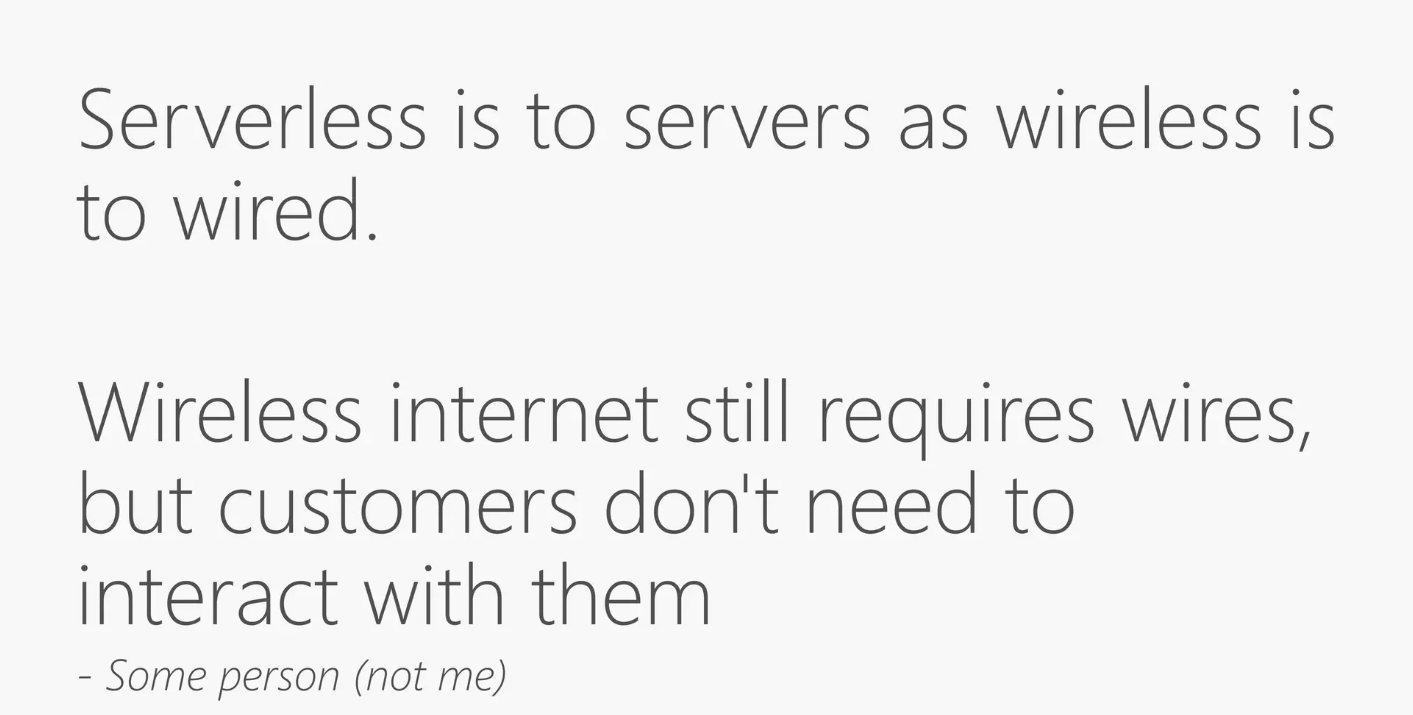 Serverless is to servers as wireless is
to wired.
Wireless internet still requires wires,
but customers don't need to
interact with them
- Some person (not me)